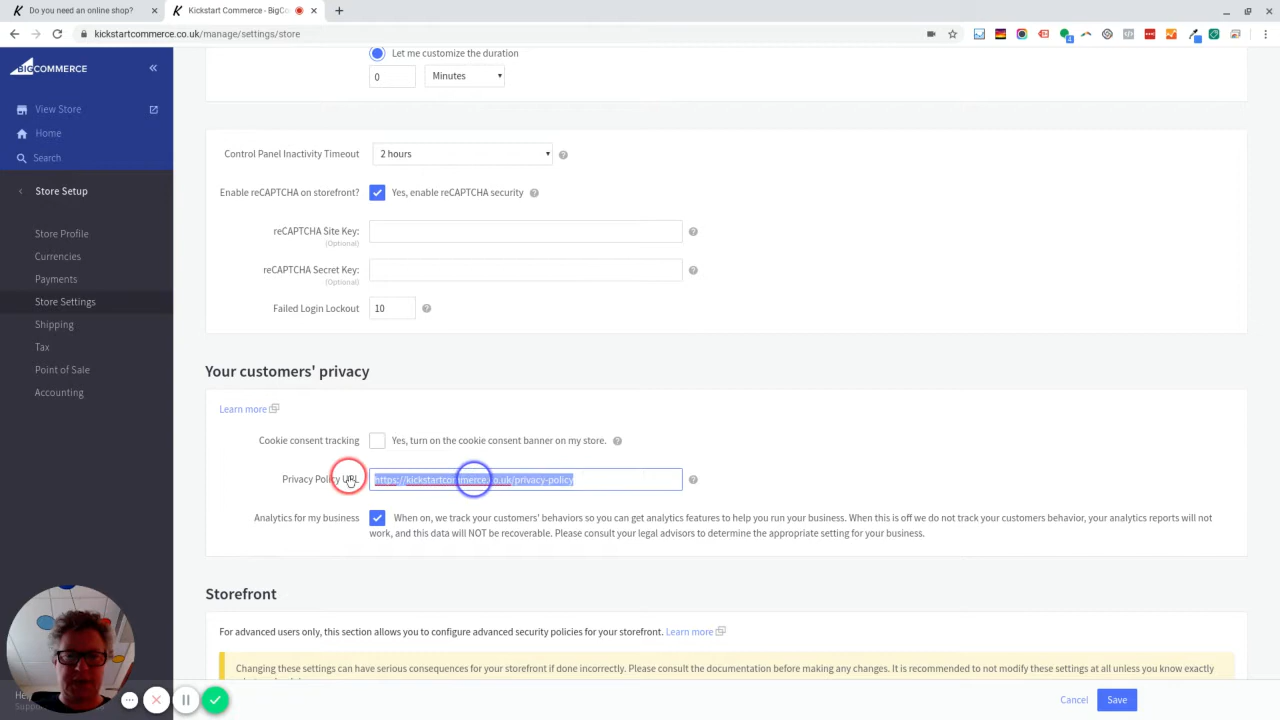 Do you need an online shop?
Kickstart Commerce - BigCo
kickstartcommerce.co.uk/manage/settings/store
BIGCOMMERCE
View Store
Home
Search
Store Setup
Store Profile
Currencies
Payments
Store Settings
Shipping
Tax
Point of Sale
Accounting
Let me customize the duration
0 Minutes
Control Panel Inactivity Timeout 2 hours
Enable reCAPTCHA on storefront? Yes, enable reCAPTCHA security
reCAPTCHA Site Key:
(Optional)
reCAPTCHA Secret Key:
(Optional)
Failed Login Lockout 10
Your customers' privacy
Learn more
Cookie consent tracking Yes, turn on the cookie consent banner on my store.
Privacy Policy URL https://kickstartcommerce.co.uk/privacy-policy
Analytics for my business When on, we track your customers' behaviors so you can get analytics features to help you run your business. When this is off we do not track your customers behavior, your analytics reports will not
work, and this data will NOT be recoverable. Please consult your legal advisors to determine the appropriate setting for your business.
Storefront
For advanced users only, this section allows you to configure advanced security policies for your storefront. Learn more
Changing these settings can have serious consequences for your storefront if done incorrectly. Please consult the documentation before making any changes. It is recommended to not modify these settings at all unless you know exactly
Cancel Save